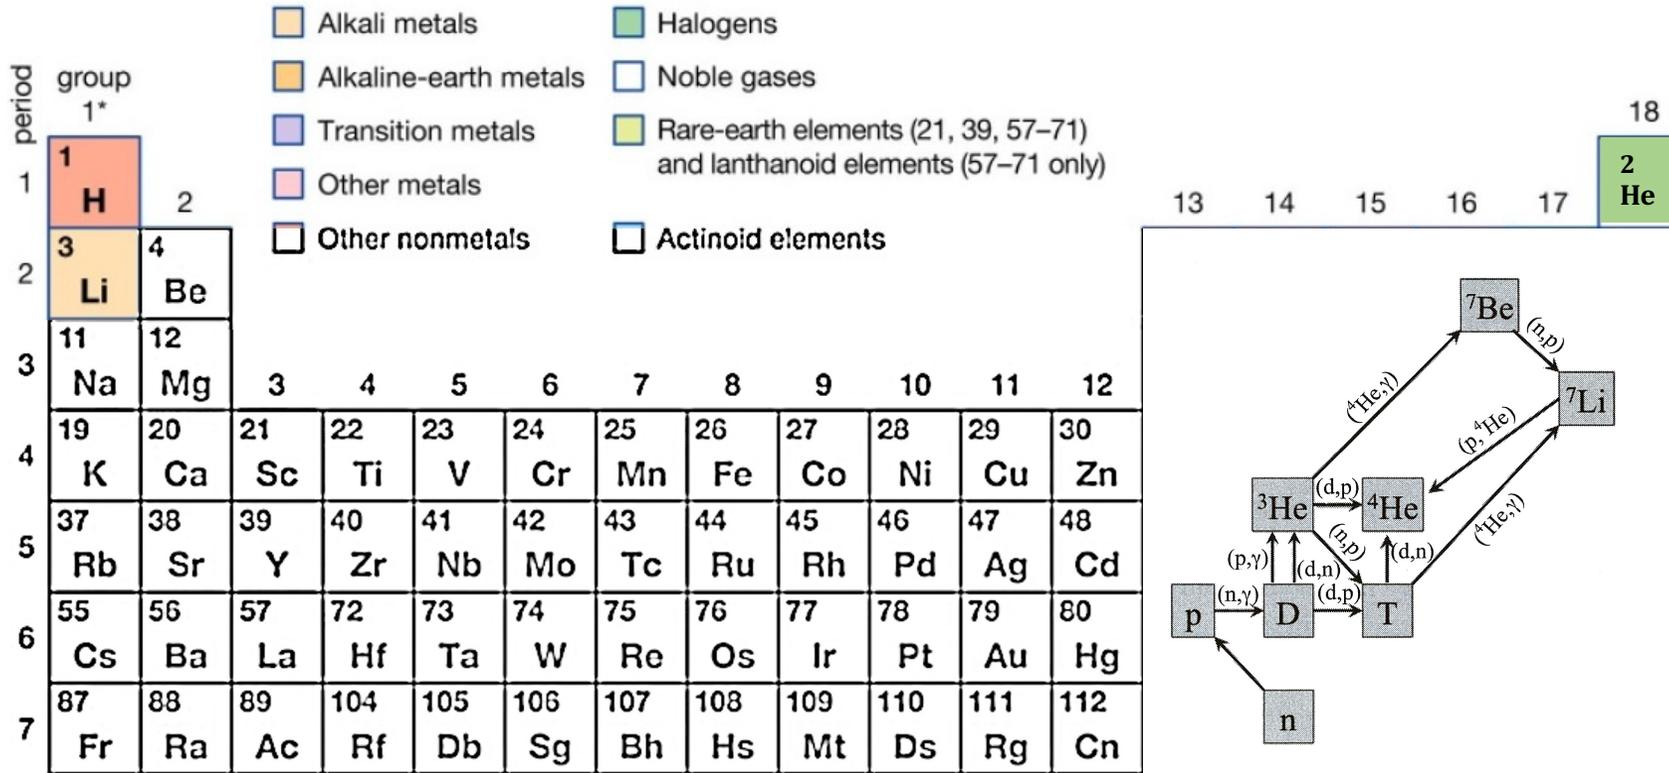 Alkali metals
Halogens
Alkaline-earth metals
Noble gases
Transition metals
Rare-earth elements (21, 39, 57–71)
and lanthanoid elements (57–71 only)
Other metals
Other nonmetals
Actinoid elements
period
group
1*
18
1
1
H
2
13
14
15
16
17
2
He
2
3
Li
4
Be
3
11
Na
12
Mg
3
4
5
6
7
8
9
10
11
12
4
19
K
20
Ca
21
Sc
22
Ti
23
V
24
Cr
25
Mn
26
Fe
27
Co
28
Ni
29
Cu
30
Zn
5
37
Rb
38
Sr
39
Y
40
Zr
41
Nb
42
Mo
43
Tc
44
Ru
45
Rh
46
Pd
47
Ag
48
Cd
6
55
Cs
56
Ba
57
La
72
Hf
73
Ta
74
W
75
Re
76
Os
77
Ir
78
Pt
79
Au
80
Hg
7
87
Fr
88
Ra
89
Ac
104
Rf
105
Db
106
Sg
107
Bh
108
Hs
109
Mt
110
Ds
111
Rg
112
Cn
⁷Be
(n,p)
(⁴He,γ)
⁷Li
(p,⁴He)
³He
(d,p)
⁴He
(⁴He,γ)
(n,p)
(p,γ)
(d,n)
(d,n)
p
(n,γ)
D
(d,p)
T
n